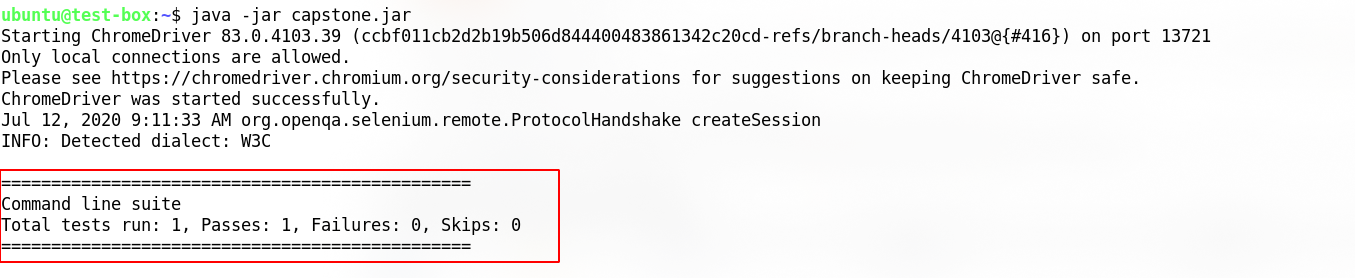 ubuntu@test-box:~$ java -jar capstone.jar
Starting ChromeDriver 83.0.4103.39 (ccbf011cb2d2b19b506d844400483861342c20cd-refs/branch-heads/4103@{#416}) on port 13721
Only local connections are allowed.
Please see https://chromedriver.chromium.org/security-considerations for suggestions on keeping ChromeDriver safe.
ChromeDriver was started successfully.
Jul 12, 2020 9:11:33 AM org.openqa.selenium.remote.ProtocolHandshake createSession
INFO: Detected dialect: W3C
===============================================
Command line suite
Total tests run: 1, Passes: 1, Failures: 0, Skips: 0
===============================================